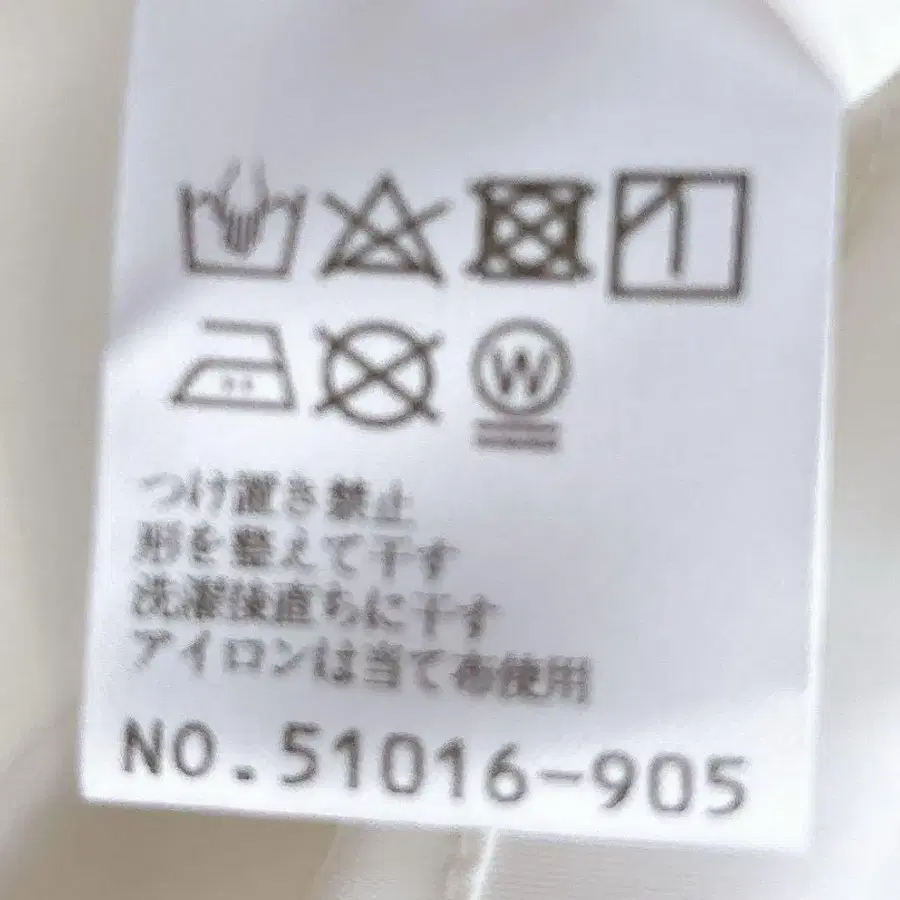 W
つけ置き禁止
形を整えて干す
洗濯後直ちに干す
アイロンは当て布使用
NO.51016-905